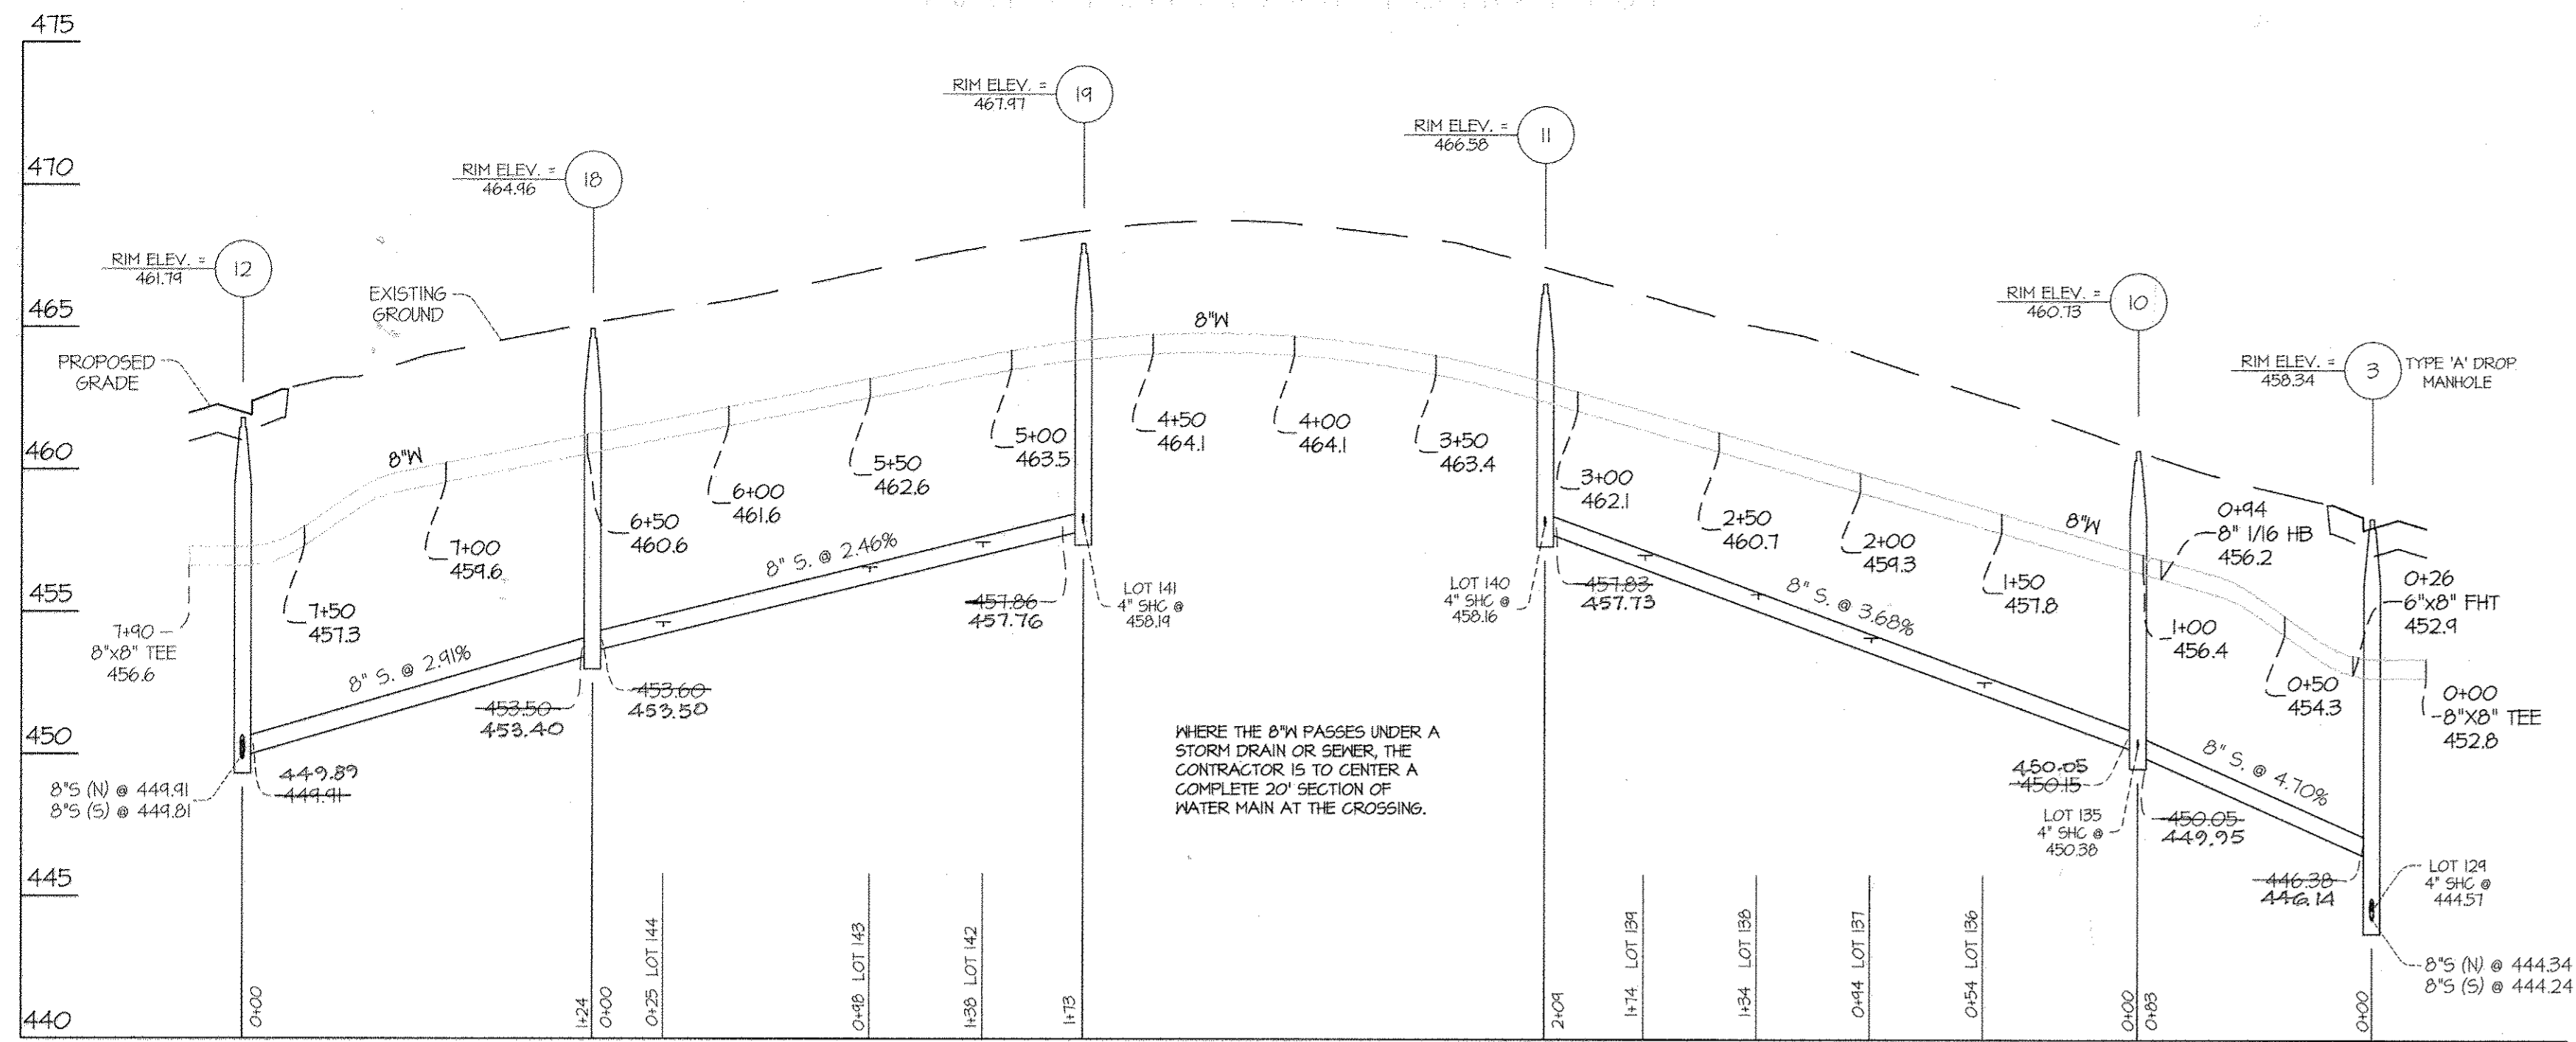 475
470
465
460
455
450
445
440
RIM ELEV. =
461.79
12
RIM ELEV. =
464.96
18
RIM ELEV. =
467.97
19
RIM ELEV. =
466.58
11
RIM ELEV. =
460.73
10
RIM ELEV. =
458.34
3
TYPE 'A' DROP
MANHOLE
EXISTING
GROUND
PROPOSED
GRADE
8"W
8"W
8"W
7+90
8"x8" TEE
456.6
7+50
457.3
7+00
459.6
6+50
460.6
6+00
461.6
5+50
462.6
5+00
463.5
4+50
464.1
4+00
464.1
3+50
463.4
3+00
462.1
2+50
460.7
2+00
459.3
1+50
457.8
1+00
456.4
0+94
8" 1/16 HB
456.2
0+50
454.3
0+26
6"x8" FHT
452.9
0+00
8"X8" TEE
452.8
8" S. @ 2.91%
8" S. @ 2.46%
8" S. @ 3.68%
8" S. @ 4.70%
8"S (N) @ 449.91
8"S (S) @ 449.81
449.89
449.91
453.50
453.40
453.60
453.50
457.86
457.76
LOT 141
4" SHC @
458.19
LOT 140
4" SHC @
458.16
457.83
457.73
450.05
450.15
LOT 135
4" SHC @
450.38
450.05
449.95
446.38
446.14
LOT 129
4" SHC @
444.57
8"S (N) @ 444.34
8"S (S) @ 444.24
WHERE THE 8"W PASSES UNDER A
STORM DRAIN OR SEWER, THE
CONTRACTOR IS TO CENTER A
COMPLETE 20' SECTION OF
WATER MAIN AT THE CROSSING.
0+00
1+24
0+00
0+25 LOT 144
0+98 LOT 143
1+38 LOT 142
1+73
2+09
1+74 LOT 139
1+34 LOT 138
0+94 LOT 137
0+54 LOT 136
0+00
0+83
0+00